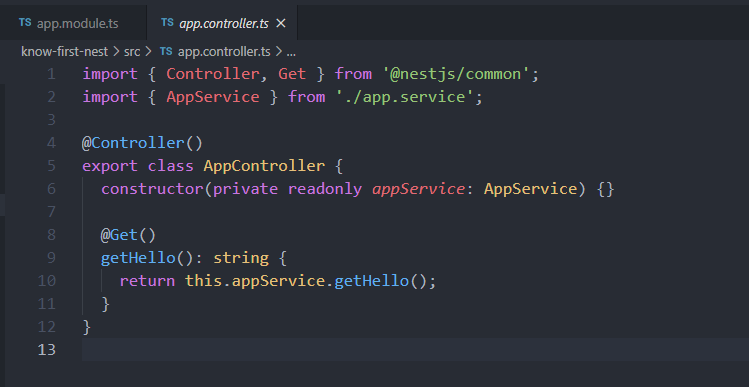 TS app.module.ts TS app.controller.ts ×
know-first-nest > src > TS app.controller.ts > ...
1 import { Controller, Get } from '@nestjs/common';
2 import { AppService } from './app.service';
3
4 @Controller()
5 export class AppController {
6   constructor(private readonly appService: AppService) {}
7
8   @Get()
9   getHello(): string {
10     return this.appService.getHello();
11   }
12 }
13